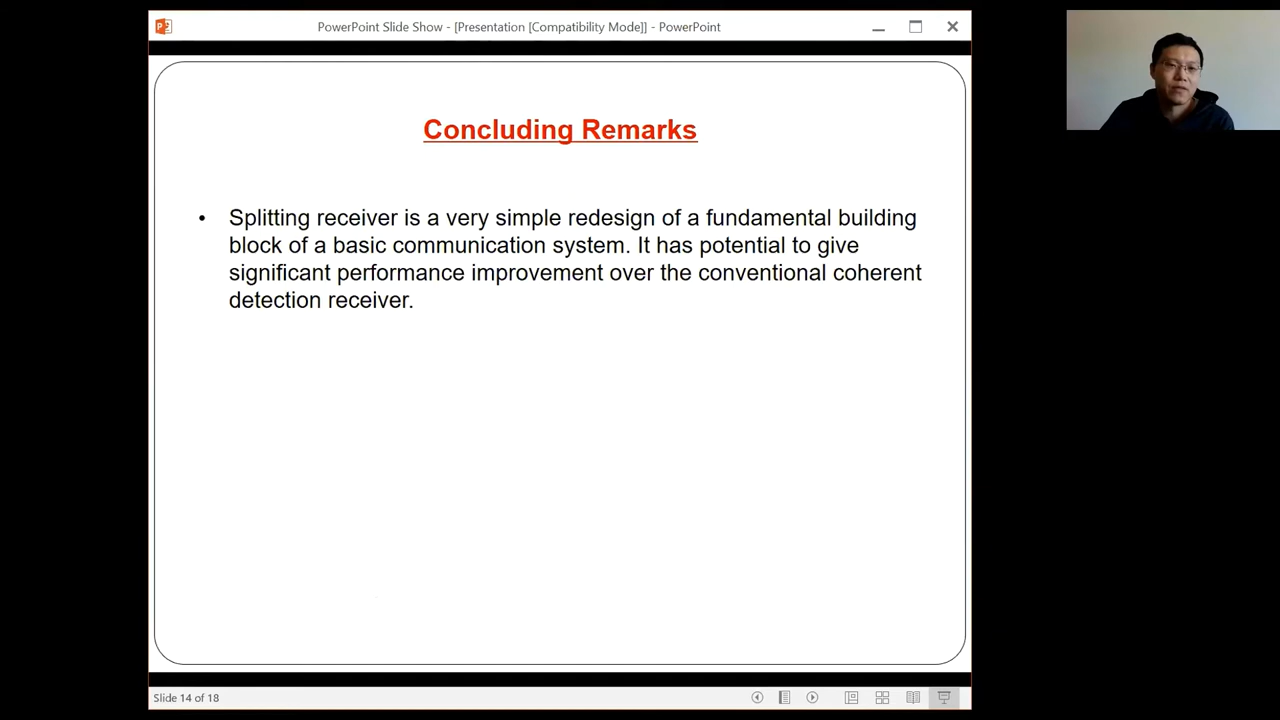 PowerPoint Slide Show - [Presentation [Compatibility Mode]] - PowerPoint
Concluding Remarks
• Splitting receiver is a very simple redesign of a fundamental building
block of a basic communication system. It has potential to give
significant performance improvement over the conventional coherent
detection receiver.
Slide 14 of 18